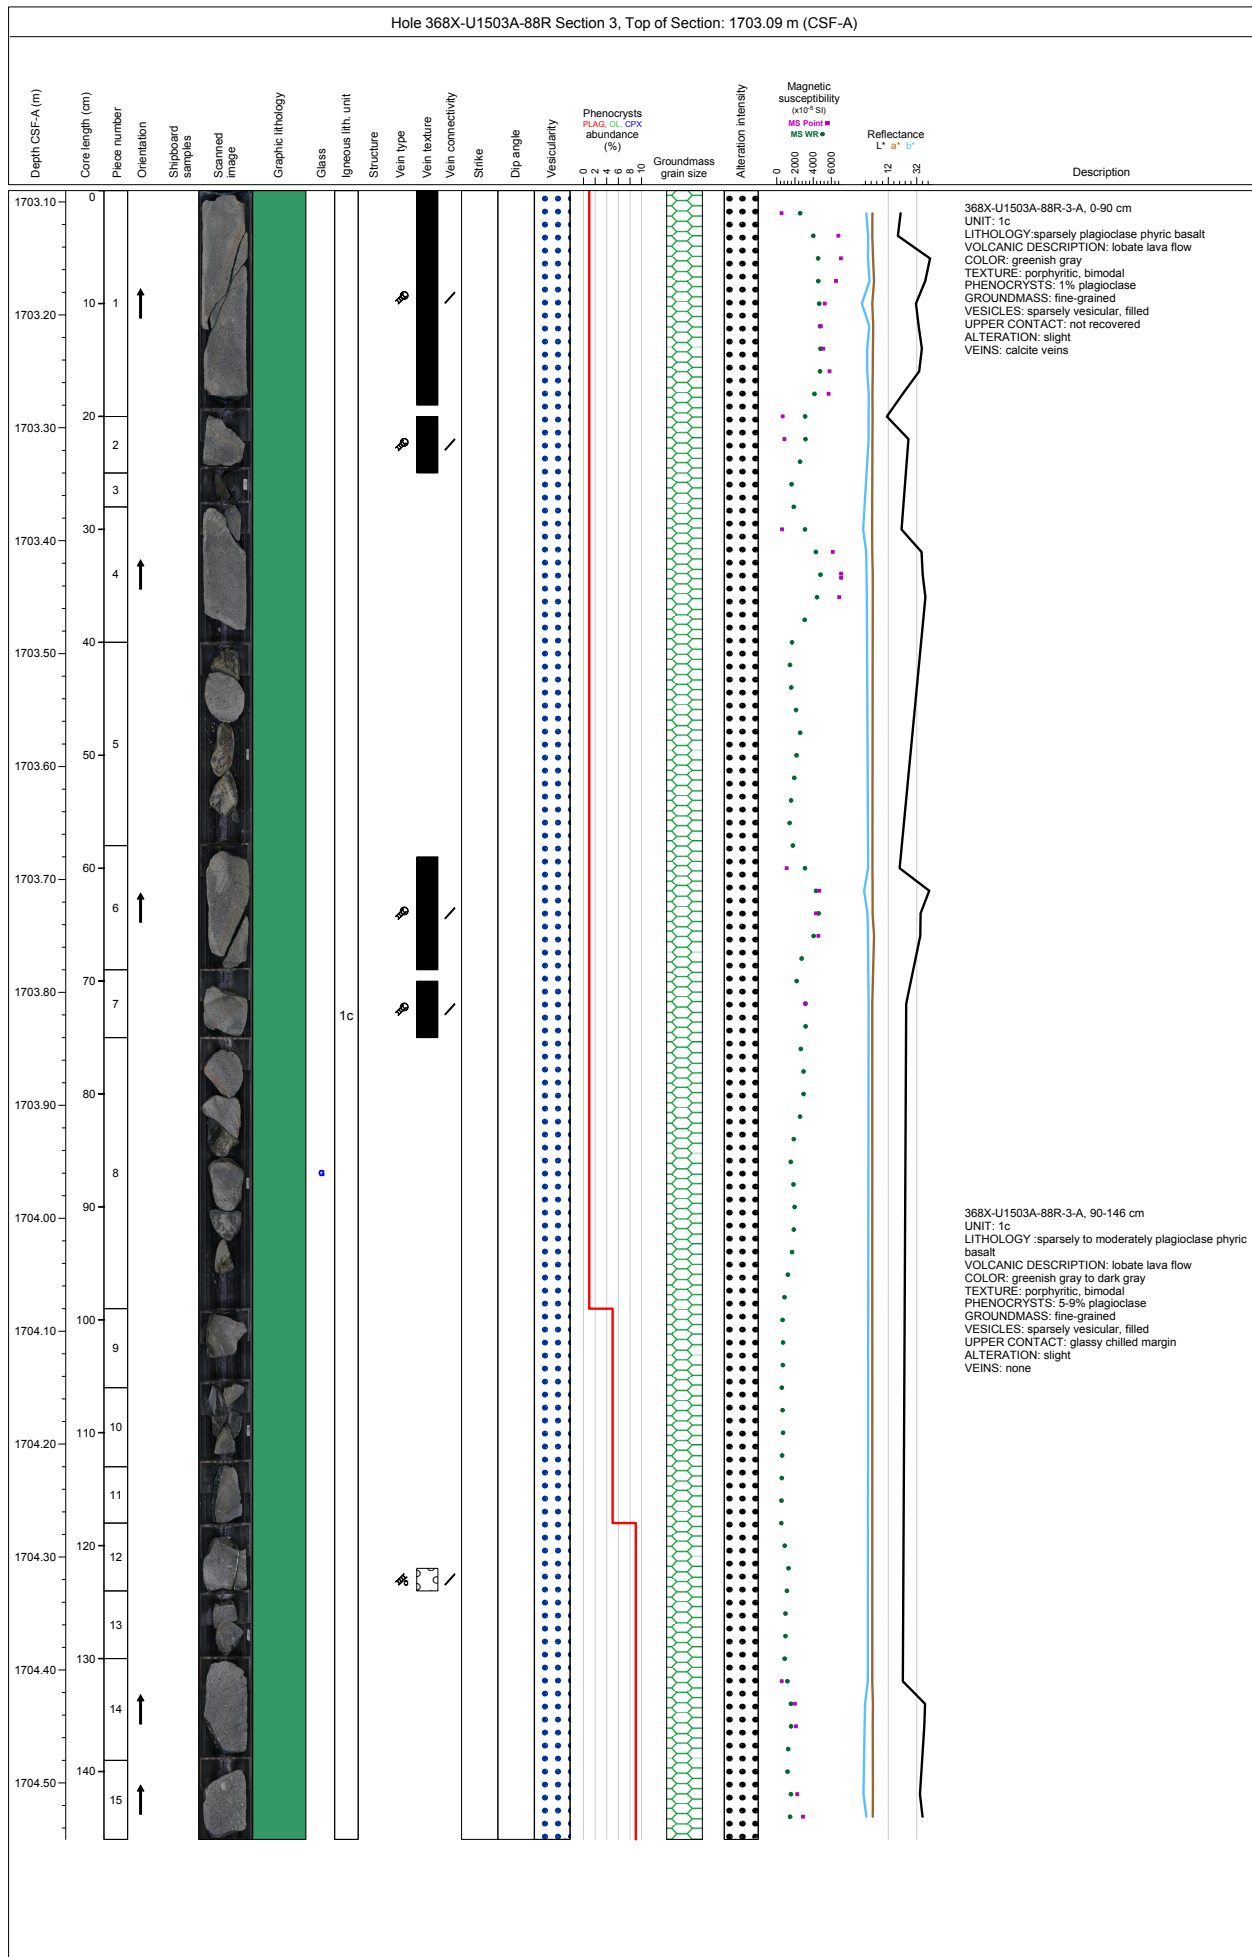 Hole 368X-U1503A-88R Section 3, Top of Section: 1703.09 m (CSF-A)
Depth CSF-A (m)
Core length (cm)
Piece number
Orientation
Shipboard
samples
Scanned
image
Graphic lithology
Glass
Igneous lith. unit
Structure
Vein type
Vein texture
Vein connectivity
Strike
Dip angle
Vesicularity
Phenocrysts
PLAG, OL, CPX
abundance
(%)
0 2 4 6 8 10
Groundmass
grain size
Alteration intensity
Magnetic
susceptibility
(x10⁻⁵ SI)
MS Point
MS WR
0 2000 4000 6000
Reflectance
L* a* b*
12 32
Description
1703.10
1703.20
1703.30
1703.40
1703.50
1703.60
1703.70
1703.80
1703.90
1704.00
1704.10
1704.20
1704.30
1704.40
1704.50
0
10
20
30
40
50
60
70
80
90
100
110
120
130
140
1
2
3
4
5
6
7
8
9
10
11
12
13
14
15
G
1c
368X-U1503A-88R-3-A, 0-90 cm
UNIT: 1c
LITHOLOGY:sparsely plagioclase phyric basalt
VOLCANIC DESCRIPTION: lobate lava flow
COLOR: greenish gray
TEXTURE: porphyritic, bimodal
PHENOCRYSTS: 1% plagioclase
GROUNDMASS: fine-grained
VESICLES: sparsely vesicular, filled
UPPER CONTACT: not recovered
ALTERATION: slight
VEINS: calcite veins
368X-U1503A-88R-3-A, 90-146 cm
UNIT: 1c
LITHOLOGY :sparsely to moderately plagioclase phyric
basalt
VOLCANIC DESCRIPTION: lobate lava flow
COLOR: greenish gray to dark gray
TEXTURE: porphyritic, bimodal
PHENOCRYSTS: 5-9% plagioclase
GROUNDMASS: fine-grained
VESICLES: sparsely vesicular, filled
UPPER CONTACT: glassy chilled margin
ALTERATION: slight
VEINS: none